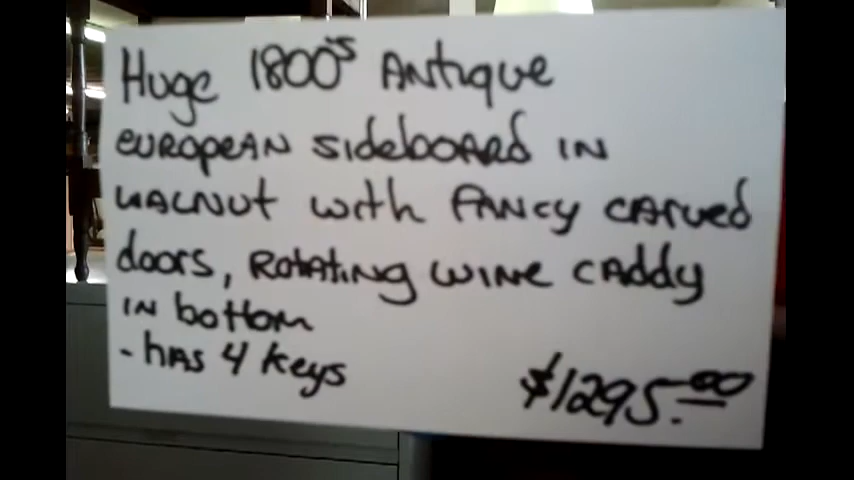 Huge 1800's Antique
European sideboard in
walnut with fancy carved
doors, rotating wine caddy
in bottom
- has 4 keys
$1295.00